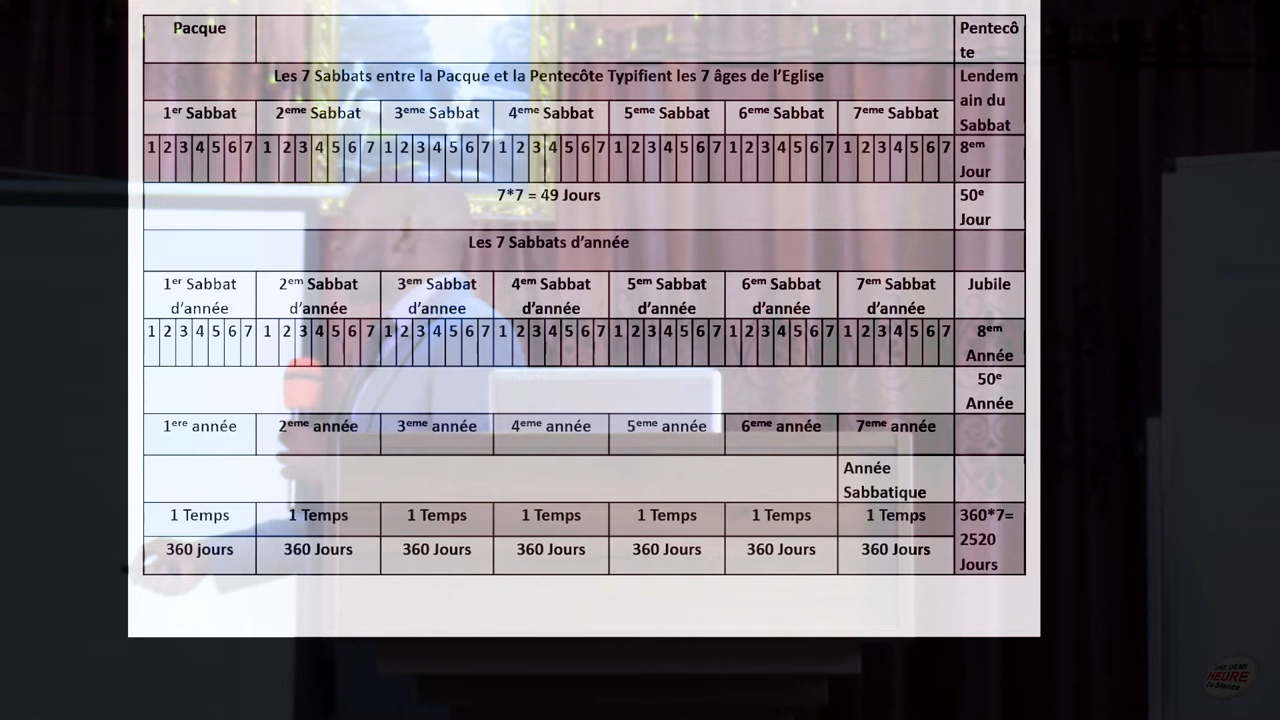 Pacque
Pentecô
te
Les 7 Sabbats entre la Pacque et la Pentecôte Typifient les 7 âges de l'Eglise
Lendem
ain du
Sabbat
1er Sabbat 2eme Sabbat 3eme Sabbat 4eme Sabbat 5eme Sabbat 6eme Sabbat 7eme Sabbat
1 2 3 4 5 6 7 1 2 3 4 5 6 7 1 2 3 4 5 6 7 1 2 3 4 5 6 7 1 2 3 4 5 6 7 1 2 3 4 5 6 7 1 2 3 4 5 6 7
8em
Jour
7*7 = 49 Jours
50e
Jour
Les 7 Sabbats d'année
1er Sabbat
d'année
2em Sabbat
d'année
3em Sabbat
d'annee
4em Sabbat
d'année
5em Sabbat
d'année
6em Sabbat
d'année
7em Sabbat
d'année
Jubile
1 2 3 4 5 6 7 1 2 3 4 5 6 7 1 2 3 4 5 6 7 1 2 3 4 5 6 7 1 2 3 4 5 6 7 1 2 3 4 5 6 7 1 2 3 4 5 6 7
8em
Année
50e
Année
1ere année 2eme année 3eme année 4eme année 5eme année 6eme année 7eme année
Année
Sabbatique
1 Temps 1 Temps 1 Temps 1 Temps 1 Temps 1 Temps 1 Temps
360*7=
2520
Jours
360 jours 360 Jours 360 Jours 360 Jours 360 Jours 360 Jours 360 Jours
UNE DEMI
HEURE
De Silence